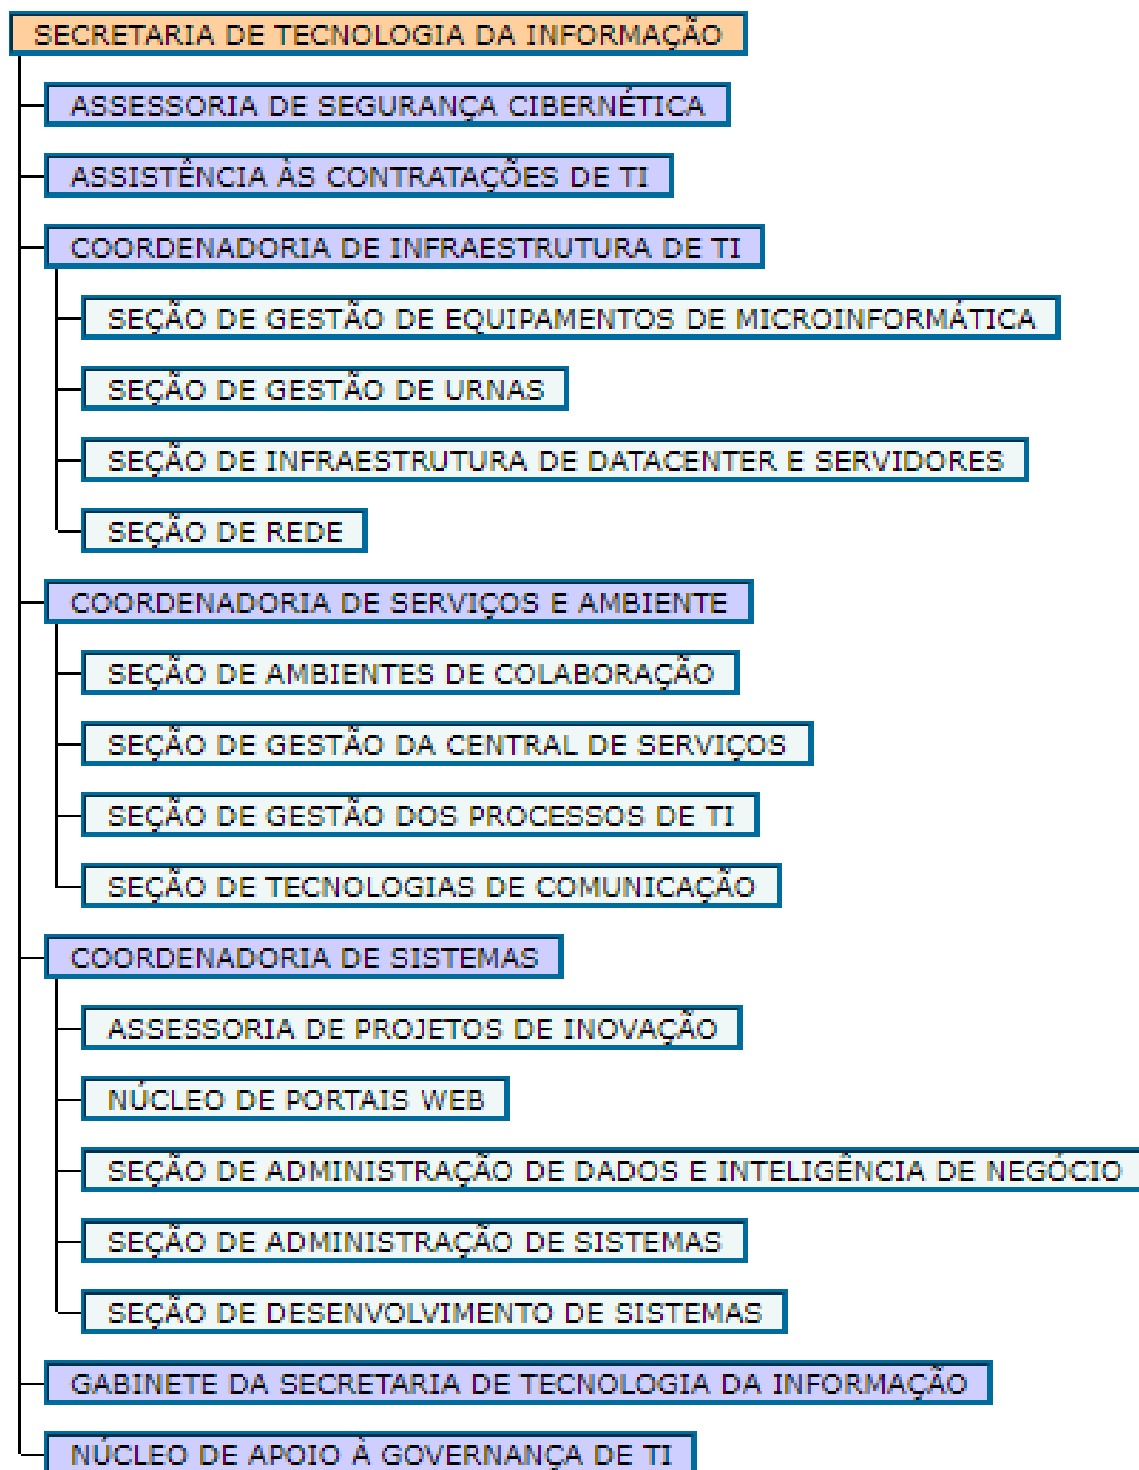 SECRETARIA DE TECNOLOGIA DA INFORMAÇÃO
ASSESSORIA DE SEGURANÇA CIBERNÉTICA
ASSISTÊNCIA ÀS CONTRATAÇÕES DE TI
COORDENADORIA DE INFRAESTRUTURA DE TI
SEÇÃO DE GESTÃO DE EQUIPAMENTOS DE MICROINFORMÁTICA
SEÇÃO DE GESTÃO DE URNAS
SEÇÃO DE INFRAESTRUTURA DE DATACENTER E SERVIDORES
SEÇÃO DE REDE
COORDENADORIA DE SERVIÇOS E AMBIENTE
SEÇÃO DE AMBIENTES DE COLABORAÇÃO
SEÇÃO DE GESTÃO DA CENTRAL DE SERVIÇOS
SEÇÃO DE GESTÃO DOS PROCESSOS DE TI
SEÇÃO DE TECNOLOGIAS DE COMUNICAÇÃO
COORDENADORIA DE SISTEMAS
ASSESSORIA DE PROJETOS DE INOVAÇÃO
NÚCLEO DE PORTAIS WEB
SEÇÃO DE ADMINISTRAÇÃO DE DADOS E INTELIGÊNCIA DE NEGÓCIO
SEÇÃO DE ADMINISTRAÇÃO DE SISTEMAS
SEÇÃO DE DESENVOLVIMENTO DE SISTEMAS
GABINETE DA SECRETARIA DE TECNOLOGIA DA INFORMAÇÃO
NÚCLEO DE APOIO À GOVERNANÇA DE TI